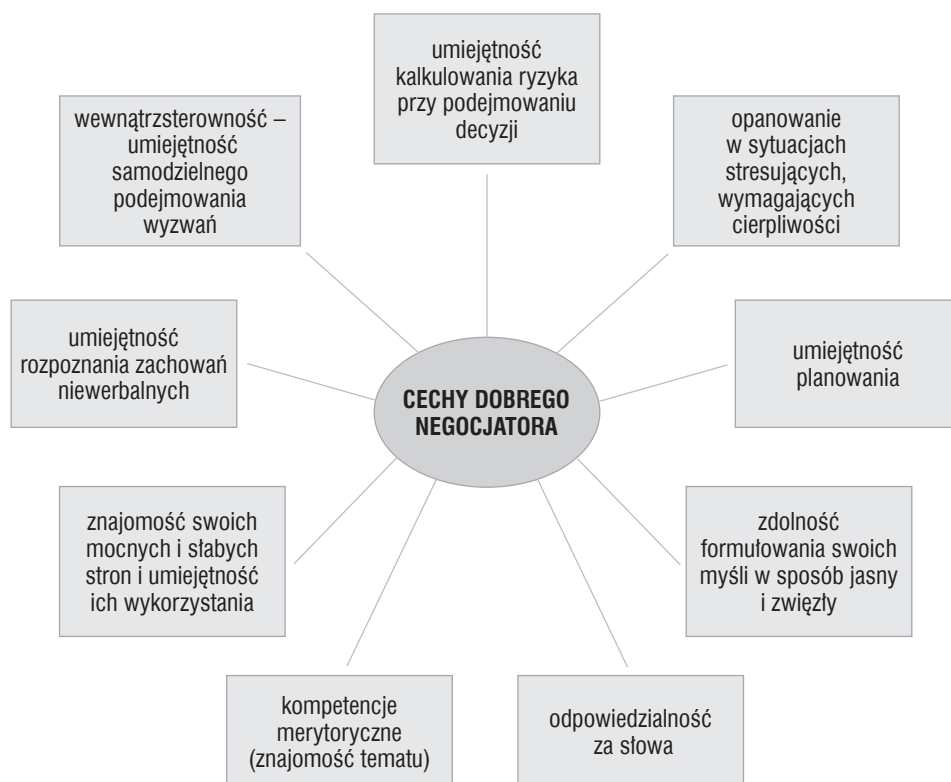 umiejętność
kalkulowania ryzyka
przy podejmowaniu
decyzji
wewnątrzsterowność –
umiejętność
samodzielnego
podejmowania
wyzwań
opanowanie
w sytuacjach
stresujących,
wymagających
cierpliwości
umiejętność
rozpoznania zachowań
niewerbalnych
umiejętność
planowania
CECHY DOBREGO
NEGOCJATORA
znajomość swoich
mocnych i słabych
stron i umiejętność
ich wykorzystania
zdolność
formułowania swoich
myśli w sposób jasny
i zwięzły
kompetencje
merytoryczne
(znajomość tematu)
odpowiedzialność
za słowa